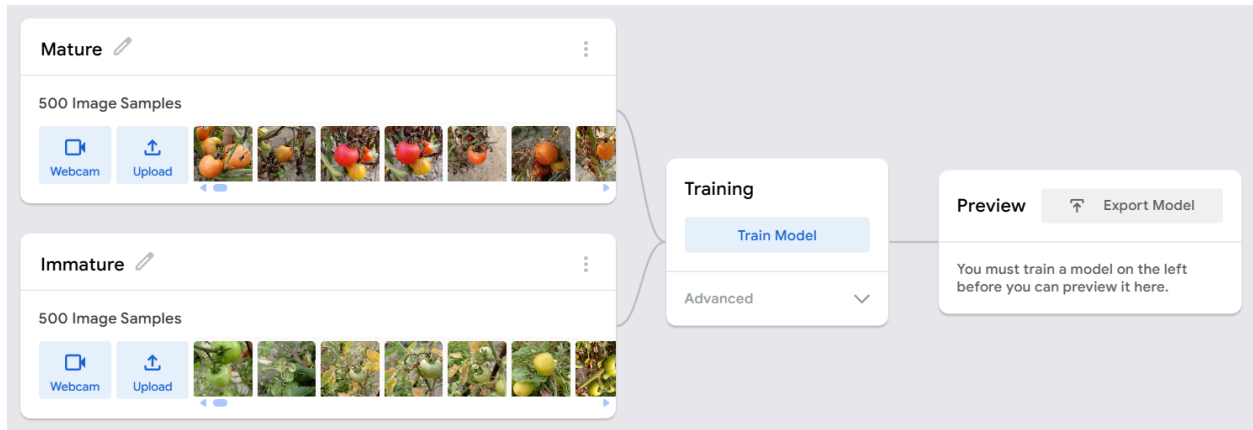 Mature
500 Image Samples
Webcam
Upload
Immature
500 Image Samples
Webcam
Upload
Training
Train Model
Advanced
Preview
Export Model
You must train a model on the left
before you can preview it here.